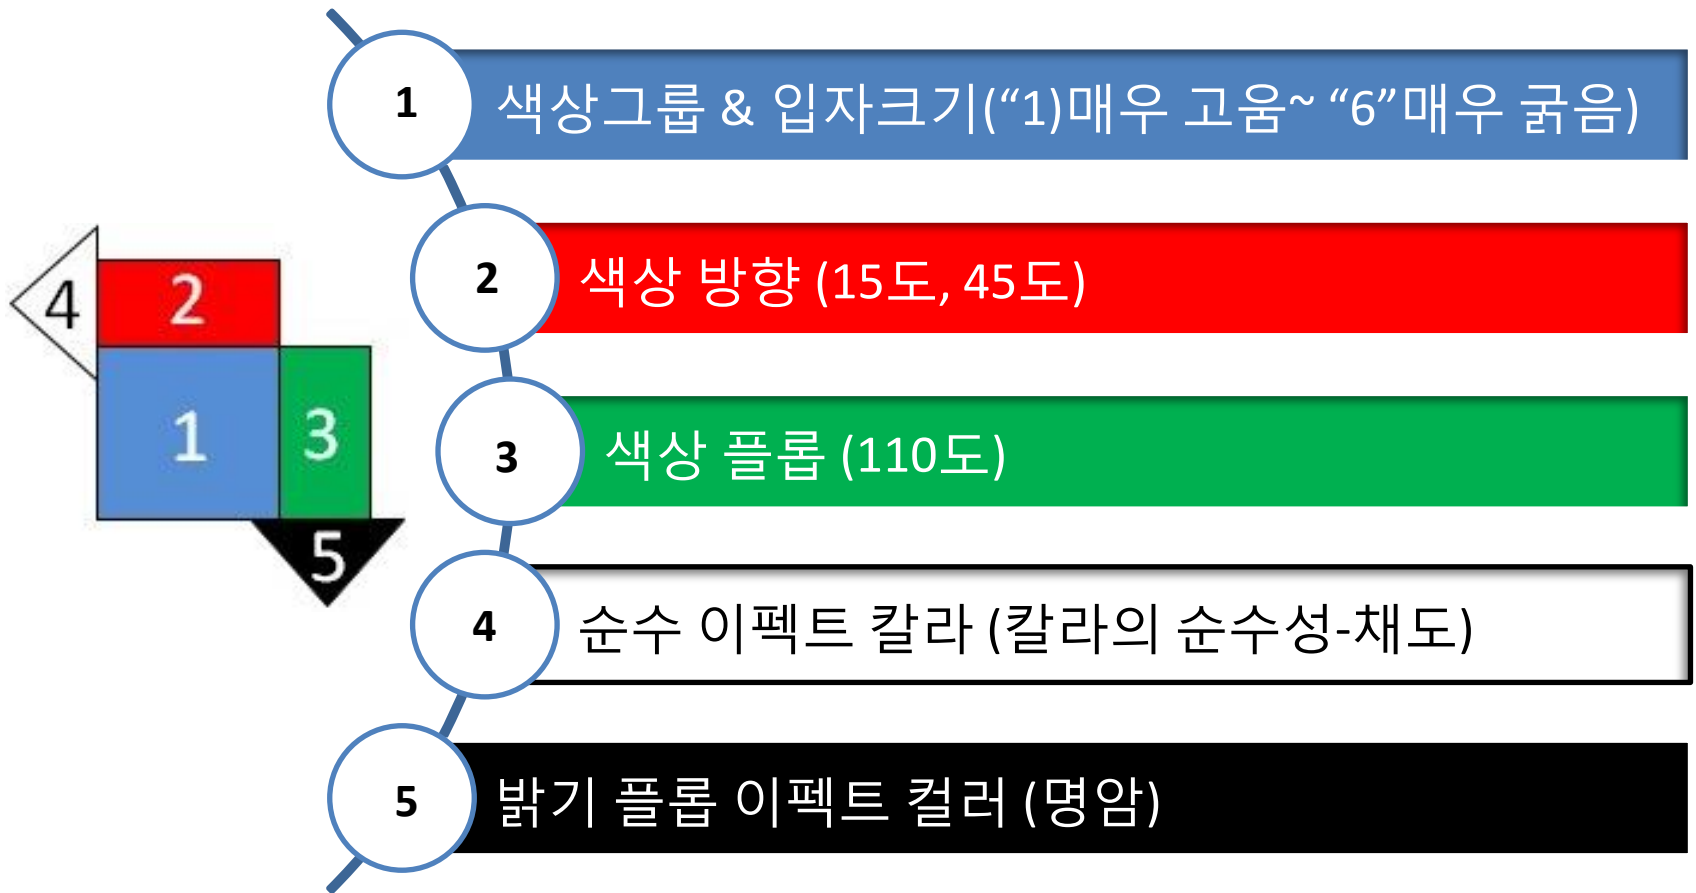 1 색상그룹 & 입자크기(“1)매우 고움~ “6”매우 굵음)
2 색상 방향 (15도, 45도)
3 색상 플롭 (110도)
4 순수 이펙트 칼라 (칼라의 순수성-채도)
5 밝기 플롭 이펙트 컬러 (명암)
4 2
1 3
5